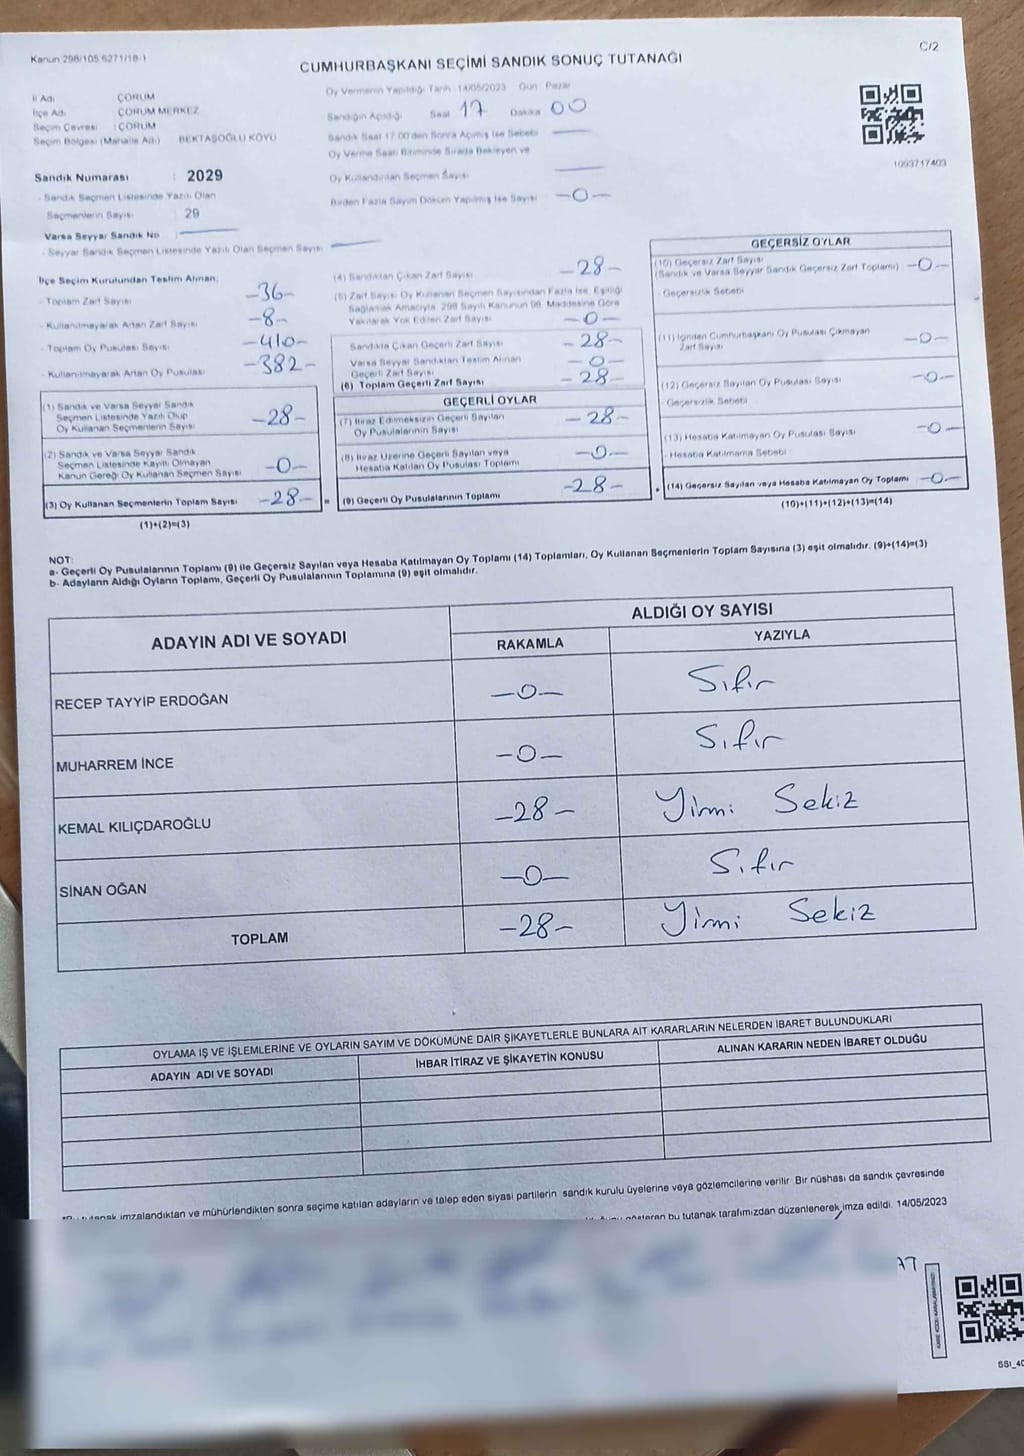 Kanun 298/105 6271/18-1
C/2
CUMHURBAŞKANI SEÇİMİ SANDIK SONUÇ TUTANAĞI
İl Adı ÇORUM
İlçe Adı ÇORUM MERKEZ
Seçim Çevresi : ÇORUM
Seçim Bölgesi (Mahalle Adı) BEKTAŞOĞLU KÖYÜ
Sandık Numarası : 2029
- Sandık Seçmen Listesinde Yazılı Olan
Seçmenlerin Sayısı : 29
Varsa Seyyar Sandık No
- Seyyar Sandık Seçmen Listesinde Yazılı Olan Seçmen Sayısı
Oy Vermenin Yapıldığı Tarih 14/05/2023 Gün : Pazar
Sandığın Açıldığı Saat 17 Dakika 00
Sandık Saat 17.00'den Sonra Açılmış İse Sebebi
Oy Verme Saati Bitiminde Sırada Bekleyen ve
Oy Kullandırılan Seçmen Sayısı
Birden Fazla Sayım Döküm Yapılmış İse Sayısı -0-
1093717403
İlçe Seçim Kurulundan Teslim Alınan;
- Toplam Zarf Sayısı -36-
- Kullanılmayarak Artan Zarf Sayısı -8-
- Toplam Oy Pusulası Sayısı -410-
- Kullanılmayarak Artan Oy Pusulası -382-
(1) Sandık ve Varsa Seyyar Sandık
Seçmen Listesinde Yazılı Olup
Oy Kullanan Seçmenlerin Sayısı -28-
(2) Sandık ve Varsa Seyyar Sandık
Seçmen Listesinde Kayıtlı Olmayan
Kanun Gereği Oy Kullanan Seçmen Sayısı -0-
(3) Oy Kullanan Seçmenlerin Toplam Sayısı -28- =
(1)+(2)=(3)
(4) Sandıktan Çıkan Zarf Sayısı -28-
(5) Zarf Sayısı Oy Kullanan Seçmen Sayısından Fazla İse, Eşitliği
Sağlamak Amacıyla 298 Sayılı Kanunun 98. Maddesine Göre
Yakılarak Yok Edilen Zarf Sayısı -0-
Sandıkta Çıkan Geçerli Zarf Sayısı -28-
Varsa Seyyar Sandıktan Teslim Alınan
Geçerli Zarf Sayısı -0-
(6) Toplam Geçerli Zarf Sayısı -28-
GEÇERLİ OYLAR
(7) İtiraz Edilmeksizin Geçerli Sayılan
Oy Pusulalarının Sayısı -28-
(8) İtiraz Üzerine Geçerli Sayılan veya
Hesaba Katılan Oy Pusulası Toplamı -0-
(9) Geçerli Oy Pusulalarının Toplamı -28- +
GEÇERSİZ OYLAR
(10) Geçersiz Zarf Sayısı
(Sandık ve Varsa Seyyar Sandık Geçersiz Zarf Toplamı) -0-
- Geçersizlik Sebebi
(11) İçinden Cumhurbaşkanı Oy Pusulası Çıkmayan
Zarf Sayısı -0-
(12) Geçersiz Sayılan Oy Pusulası Sayısı -0-
- Geçersizlik Sebebi
(13) Hesaba Katılmayan Oy Pusulası Sayısı -0-
- Hesaba Katılmama Sebebi
(14) Geçersiz Sayılan veya Hesaba Katılmayan Oy Toplamı -0-
(10)+(11)+(12)+(13)=(14)
NOT:
a- Geçerli Oy Pusulalarının Toplamı (9) ile Geçersiz Sayılan veya Hesaba Katılmayan Oy Toplamı (14) Toplamları, Oy Kullanan Seçmenlerin Toplam Sayısına (3) eşit olmalıdır. (9)+(14)=(3)
b- Adayların Aldığı Oyların Toplamı, Geçerli Oy Pusulalarının Toplamına (9) eşit olmalıdır.
ADAYIN ADI VE SOYADI ALDIĞI OY SAYISI
RAKAMLA YAZIYLA
RECEP TAYYİP ERDOĞAN -0- Sıfır
MUHARREM İNCE -0- Sıfır
KEMAL KILIÇDAROĞLU -28- Yirmi Sekiz
SİNAN OĞAN -0- Sıfır
TOPLAM -28- Yirmi Sekiz
OYLAMA İŞ VE İŞLEMLERİNE VE OYLARIN SAYIM VE DÖKÜMÜNE DAİR ŞİKAYETLERLE BUNLARA AİT KARARLARIN NELERDEN İBARET BULUNDUKLARI
ADAYIN ADI VE SOYADI İHBAR İTİRAZ VE ŞİKAYETİN KONUSU ALINAN KARARIN NEDEN İBARET OLDUĞU
tutanak imzalandıktan ve mühürlendikten sonra seçime katılan adayların ve talep eden siyasi partilerin sandık kurulu üyelerine veya gözlemcilerine verilir. Bir nüshası da sandık çevresinde
gösteren bu tutanak tarafımızdan düzenlenerek imza edildi. 14/05/2023